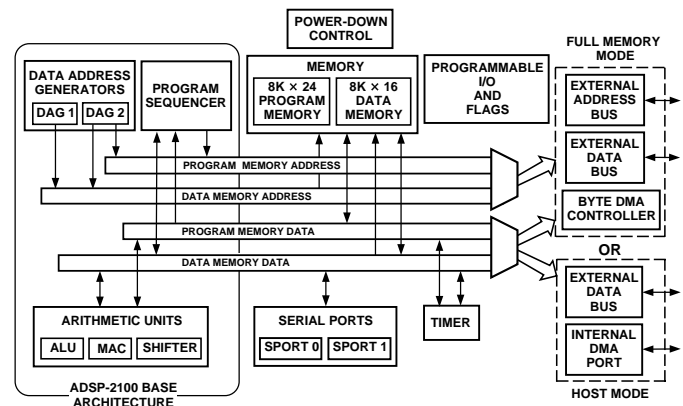 POWER-DOWN
CONTROL
FULL MEMORY
MODE
DATA ADDRESS
GENERATORS
DAG 1
DAG 2
PROGRAM
SEQUENCER
MEMORY
8K × 24
PROGRAM
MEMORY
8K × 16
DATA
MEMORY
PROGRAMMABLE
I/O
AND
FLAGS
EXTERNAL
ADDRESS
BUS
EXTERNAL
DATA
BUS
BYTE DMA
CONTROLLER
PROGRAM MEMORY ADDRESS
DATA MEMORY ADDRESS
PROGRAM MEMORY DATA
DATA MEMORY DATA
OR
EXTERNAL
DATA
BUS
INTERNAL
DMA
PORT
HOST MODE
ARITHMETIC UNITS
ALU
MAC
SHIFTER
SERIAL PORTS
SPORT 0
SPORT 1
TIMER
ADSP-2100 BASE
ARCHITECTURE